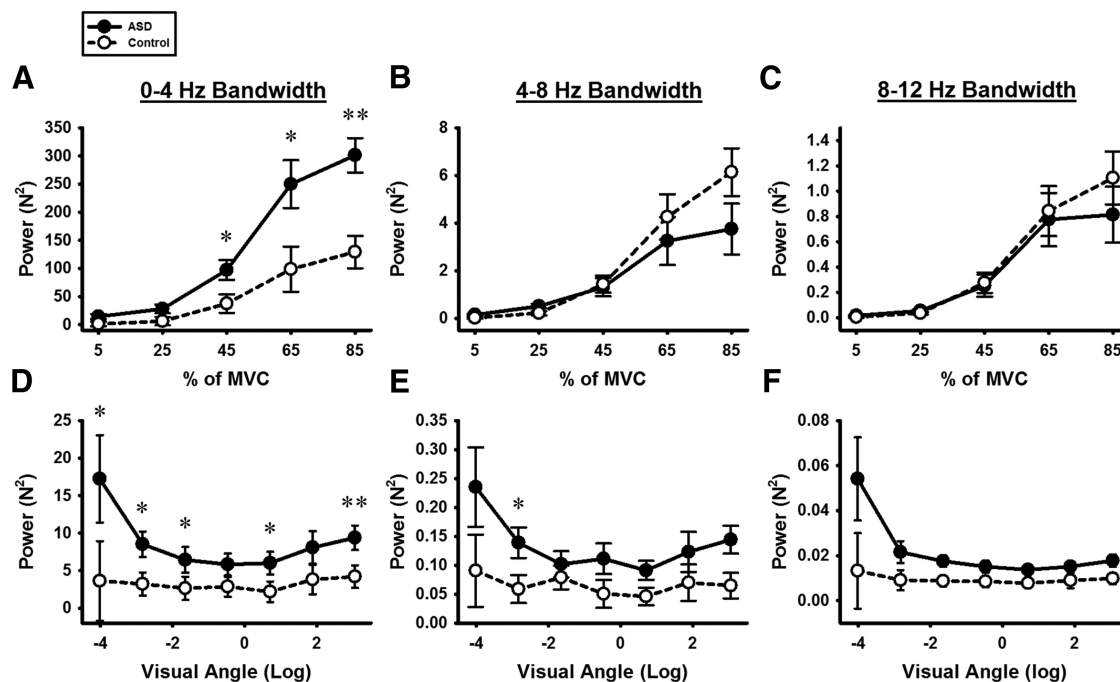 ASD
Control
A
0-4 Hz Bandwidth
350
300
250
200
150
100
50
0
Power (N²)
*
*
**
5 25 45 65 85
% of MVC
B
4-8 Hz Bandwidth
8
6
4
2
0
Power (N²)
5 25 45 65 85
% of MVC
C
8-12 Hz Bandwidth
1.4
1.2
1.0
0.8
0.6
0.4
0.2
0.0
Power (N²)
5 25 45 65 85
% of MVC
D
25
20
15
10
5
0
Power (N²)
*
*
*
*
**
-4 -2 0 2
Visual Angle (Log)
E
0.35
0.30
0.25
0.20
0.15
0.10
0.05
0.00
Power (N²)
*
-4 -2 0 2
Visual Angle (Log)
F
0.08
0.06
0.04
0.02
0.00
Power (N²)
-4 -2 0 2
Visual Angle (log)